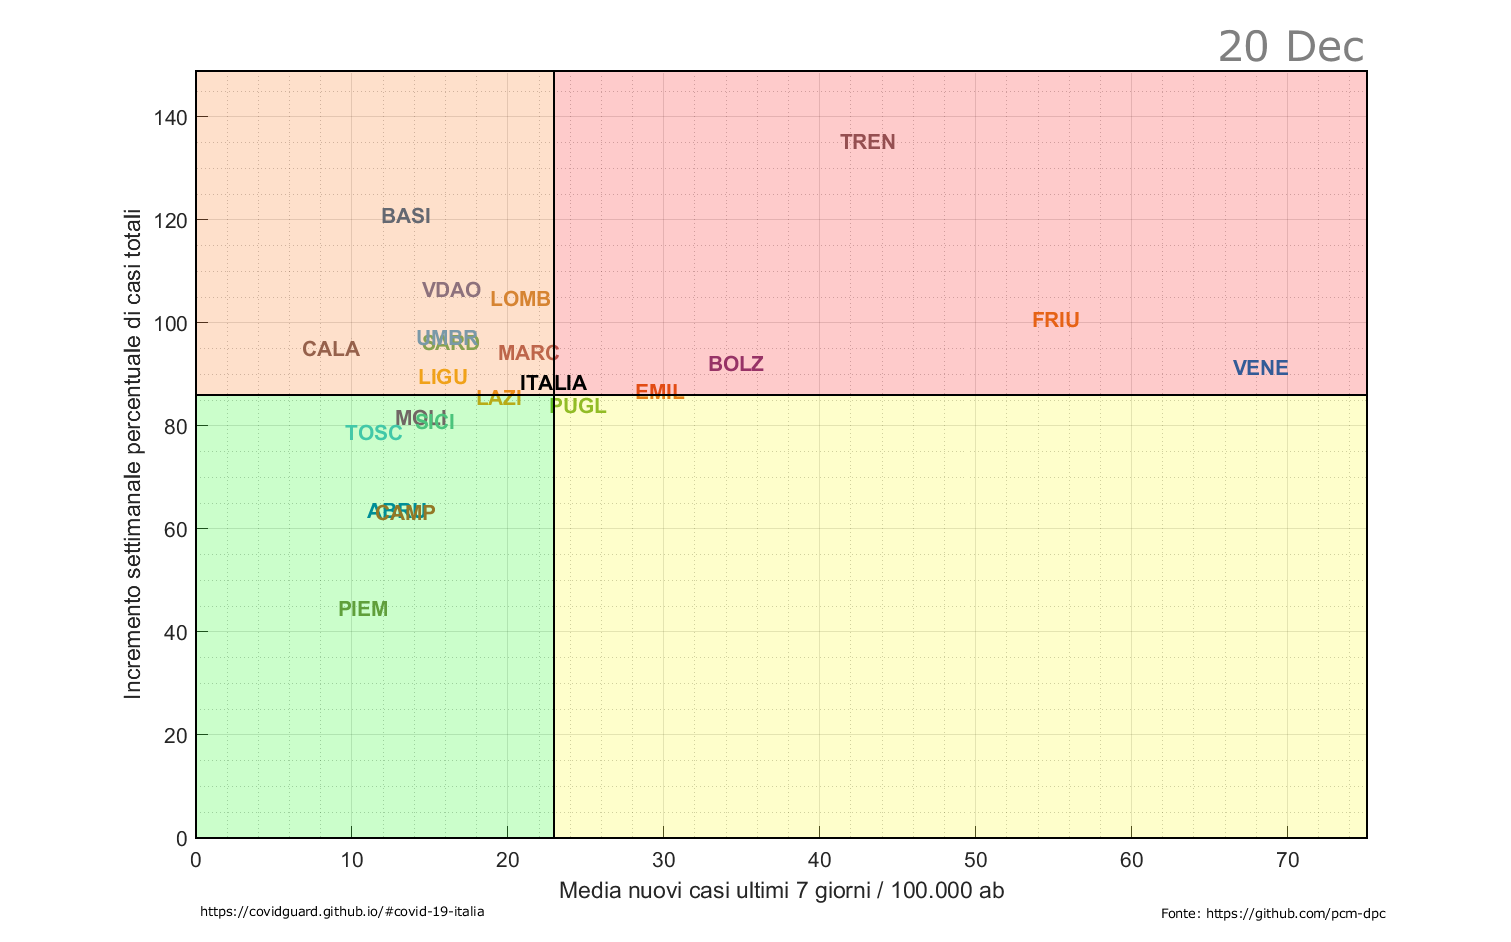 20 Dec
140
120
100
80
60
40
20
0
Incremento settimanale percentuale di casi totali
TREN
BASI
VDAO
LOMB
FRIU
UMBR
SARD
CALA
MARC
BOLZ
VENE
LIGU
ITALIA
EMIL
LAZI
PUGL
MOLI
SICI
TOSC
ABRU
CAMP
PIEM
0 10 20 30 40 50 60 70
Media nuovi casi ultimi 7 giorni / 100.000 ab
https://covidguard.github.io/#covid-19-italia
Fonte: https://github.com/pcm-dpc